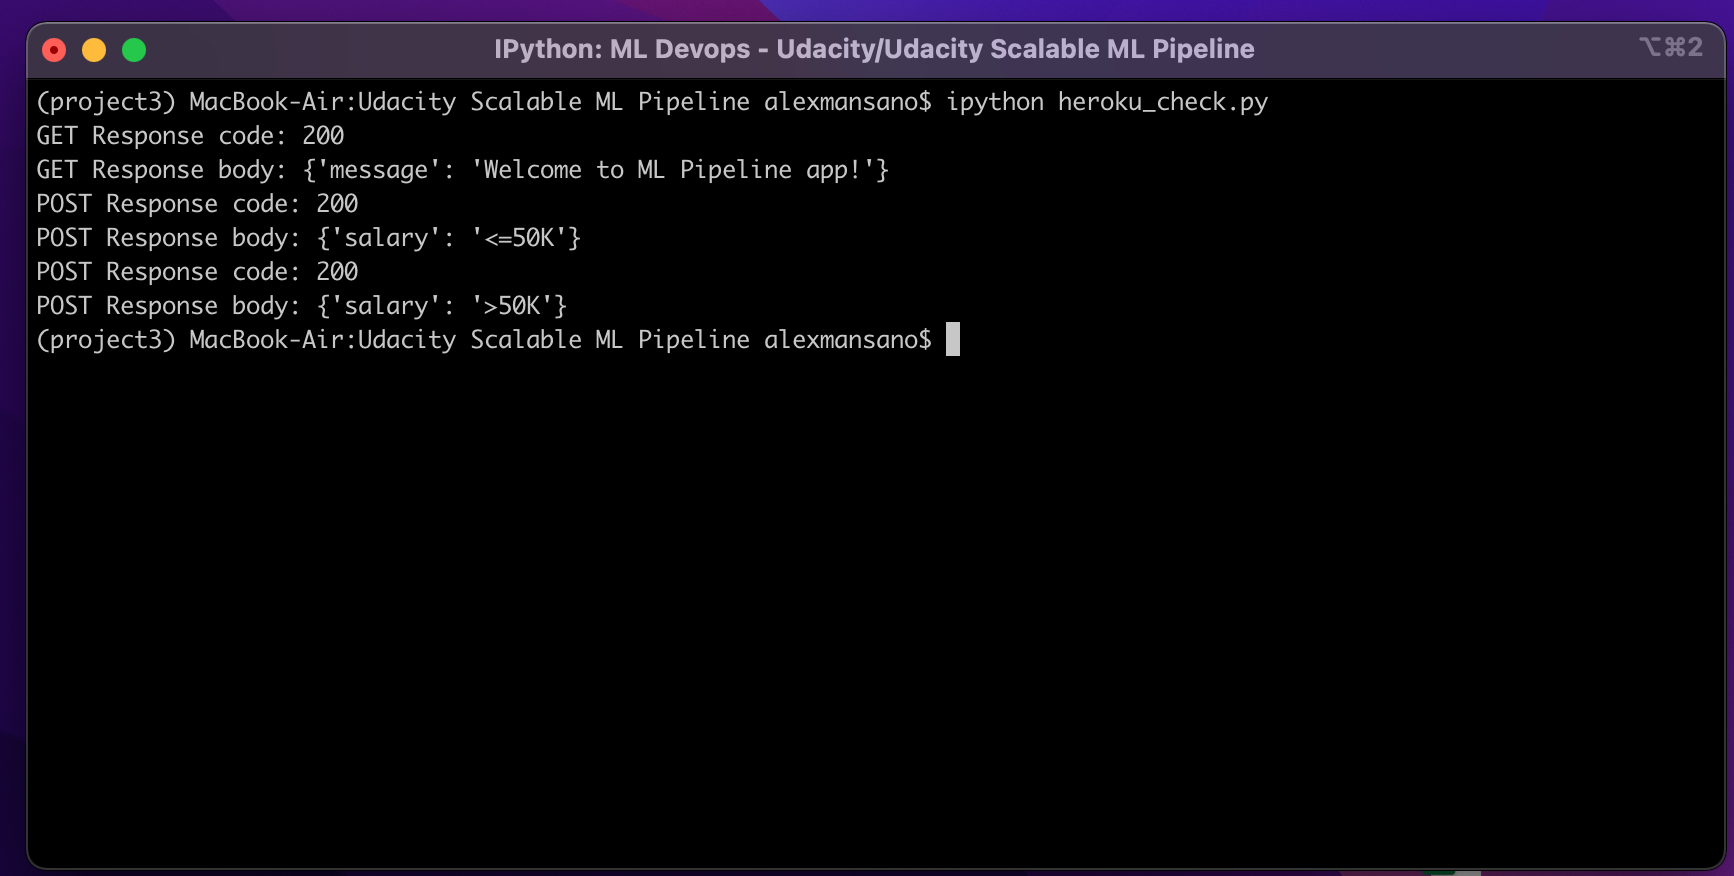 IPython: ML Devops - Udacity/Udacity Scalable ML Pipeline
⌥⌘2
(project3) MacBook-Air:Udacity Scalable ML Pipeline alexmansano$ ipython heroku_check.py
GET Response code: 200
GET Response body: {'message': 'Welcome to ML Pipeline app!'}
POST Response code: 200
POST Response body: {'salary': '<=50K'}
POST Response code: 200
POST Response body: {'salary': '>50K'}
(project3) MacBook-Air:Udacity Scalable ML Pipeline alexmansano$